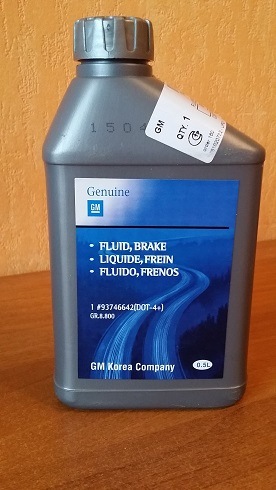 1504
GM
QTY. 1
Genuine
GM
• FLUID, BRAKE
• LIQUIDE, FREIN
• FLUIDO, FRENOS
1 #93746642(DOT-4+)
GR.8.800
GM Korea Company
0.5L